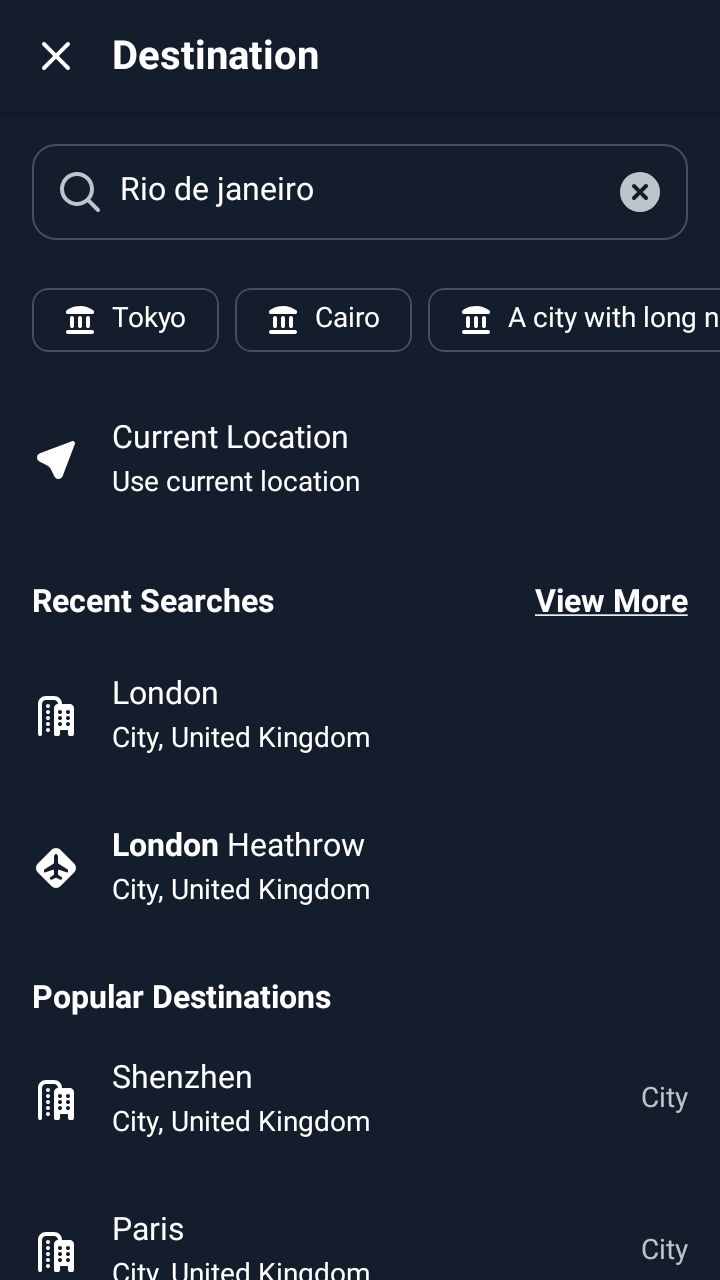 Destination
Rio de janeiro
Tokyo Cairo A city with long n
Current Location
Use current location
Recent Searches View More
London
City, United Kingdom
London Heathrow
City, United Kingdom
Popular Destinations
Shenzhen
City, United Kingdom
City
Paris
City, United Kingdom
City